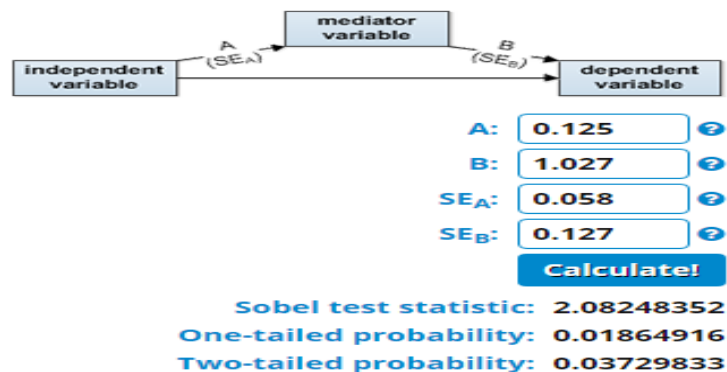 mediator
variable
A
(SEA)
B
(SEB)
independent
variable
dependent
variable
A: 0.125 ?
B: 1.027 ?
SEA: 0.058 ?
SEB: 0.127 ?
Calculate!
Sobel test statistic: 2.08248352
One-tailed probability: 0.01864916
Two-tailed probability: 0.03729833